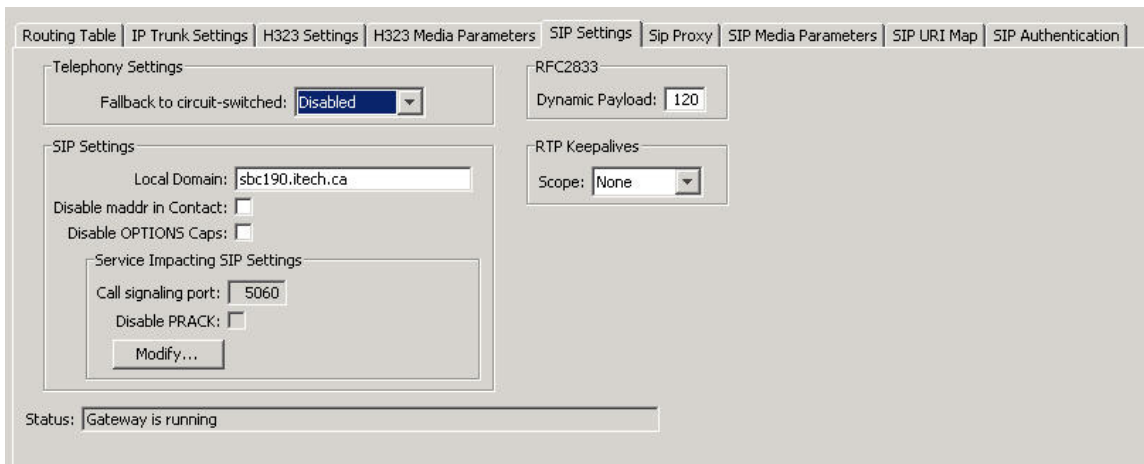 Routing Table | IP Trunk Settings | H323 Settings | H323 Media Parameters | SIP Settings | Sip Proxy | SIP Media Parameters | SIP URI Map | SIP Authentication
Telephony Settings
Fallback to circuit-switched: Disabled
RFC2833
Dynamic Payload: 120
SIP Settings
Local Domain: sbc190.itech.ca
Disable maddr in Contact:
Disable OPTIONS Caps:
RTP Keepalives
Scope: None
Service Impacting SIP Settings
Call signaling port: 5060
Disable PRACK:
Modify...
Status: Gateway is running